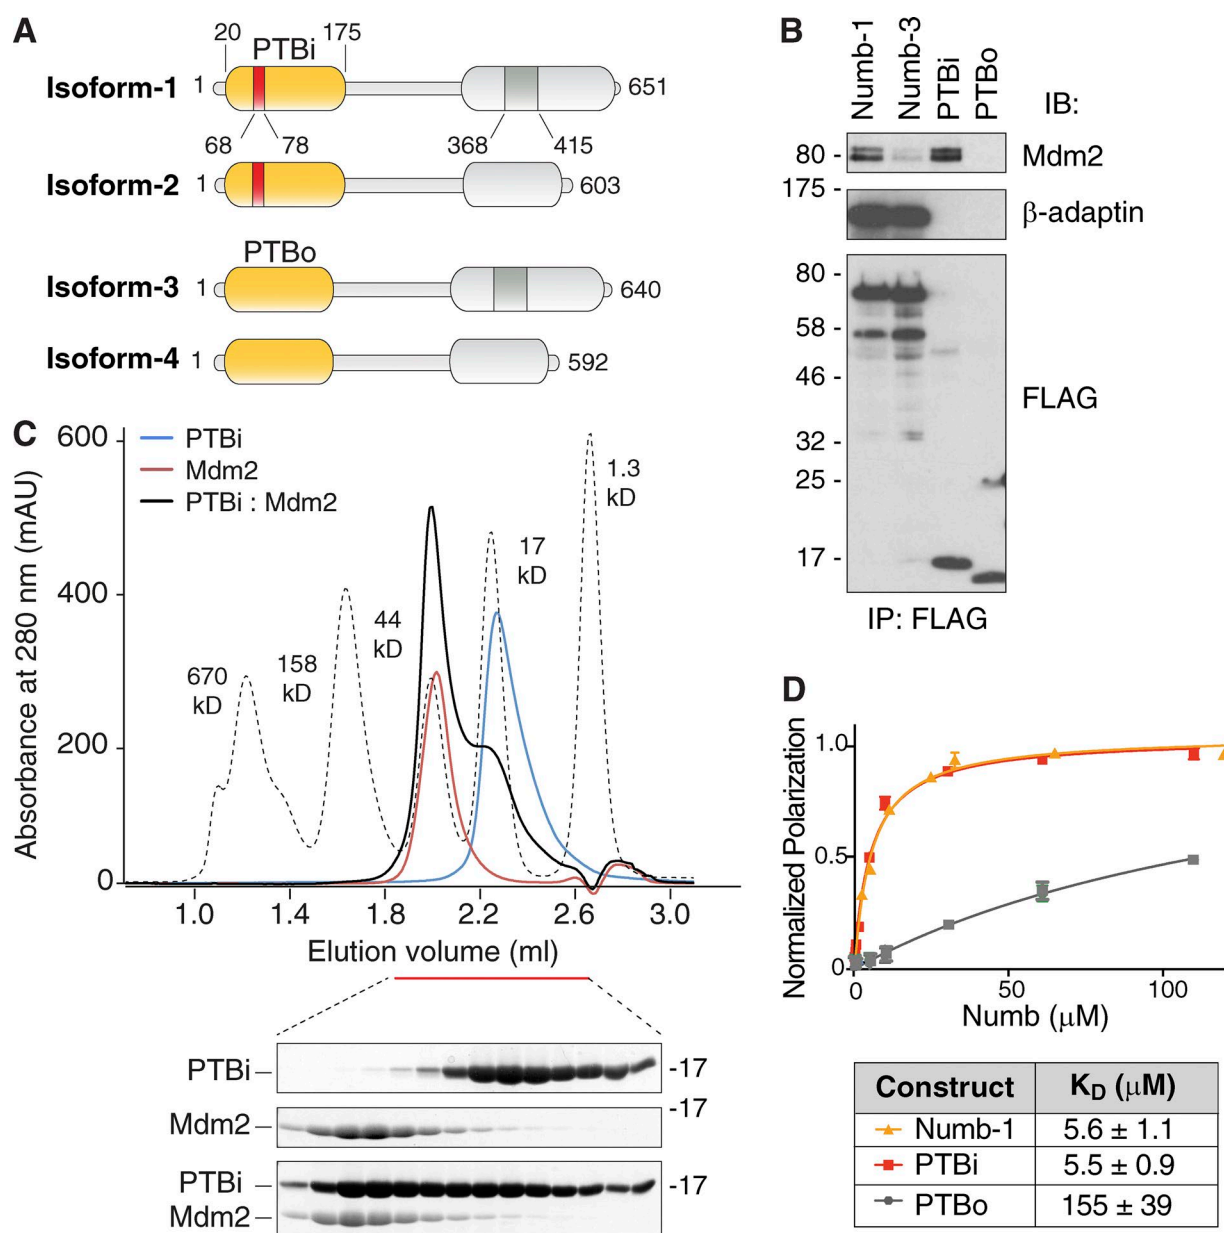 A
20 PTBi 175
Isoform-1 1 651
68 78 368 415
Isoform-2 1 603
PTBo
Isoform-3 1 640
Isoform-4 1 592
B
Numb-1
Numb-3
PTBi
PTBo
IB:
80 - Mdm2
175 -
β-adaptin
80 -
58 -
46 -
FLAG
32 -
25 -
17 -
IP: FLAG
C
Absorbance at 280 nm (mAU)
600
400
200
0
PTBi
Mdm2
PTBi : Mdm2
670
kD
158
kD
44
kD
17
kD
1.3
kD
1.0 1.4 1.8 2.2 2.6 3.0
Elution volume (ml)
PTBi – -17
-17
Mdm2 –
PTBi – -17
Mdm2 –
D
Normalized Polarization
1.0
0.5
0
0 50 100
Numb (μM)
Construct KD (μM)
Numb-1 5.6 ± 1.1
PTBi 5.5 ± 0.9
PTBo 155 ± 39